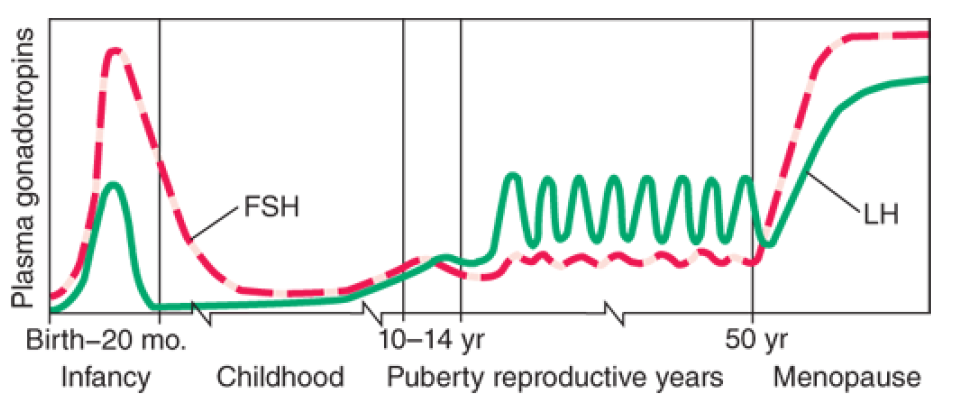 Plasma gonadotropins
FSH
LH
Birth–20 mo.
10–14 yr
50 yr
Infancy
Childhood
Puberty reproductive years
Menopause